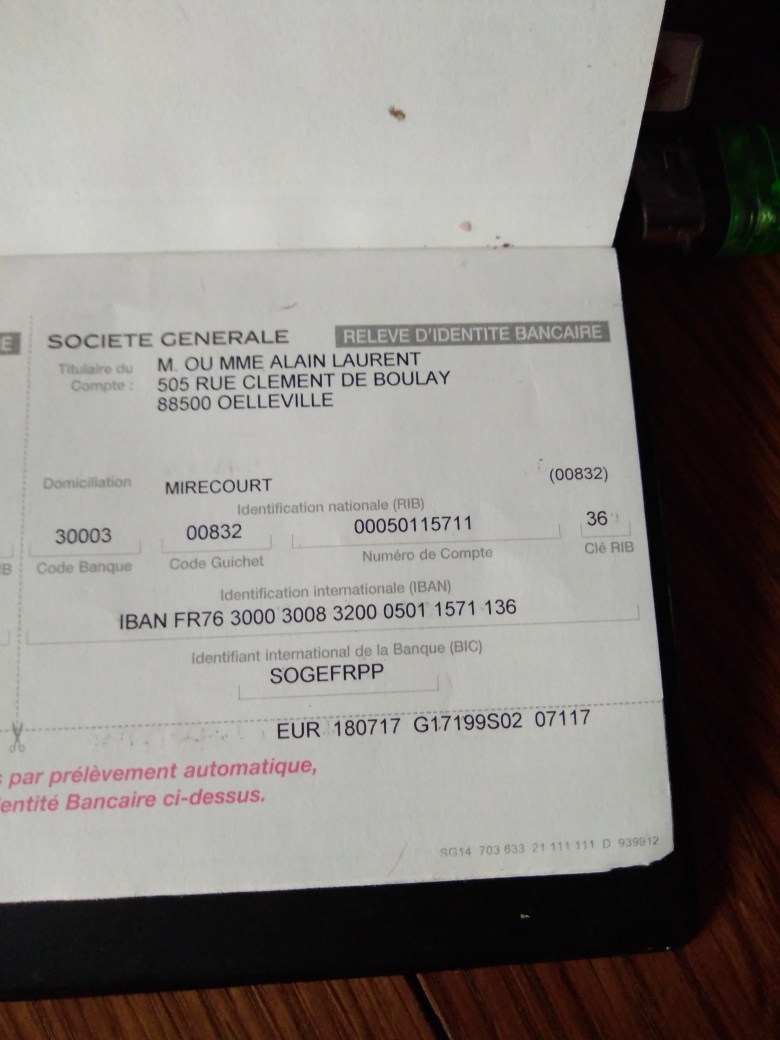 E
SOCIETE GENERALE
RELEVE D'IDENTITE BANCAIRE
Titulaire du Compte :
M. OU MME ALAIN LAURENT
505 RUE CLEMENT DE BOULAY
88500 OELLEVILLE
Domiciliation
MIRECOURT
(00832)
Identification nationale (RIB)
30003 00832 00050115711 36
IB Code Banque Code Guichet Numéro de Compte Clé RIB
Identification internationale (IBAN)
IBAN FR76 3000 3008 3200 0501 1571 136
Identifiant international de la Banque (BIC)
SOGEFRPP
EUR 180717 G17199S02 07117
s par prélèvement automatique,
dentité Bancaire ci-dessus.
SG14 703 633 21 111 111 D 939912